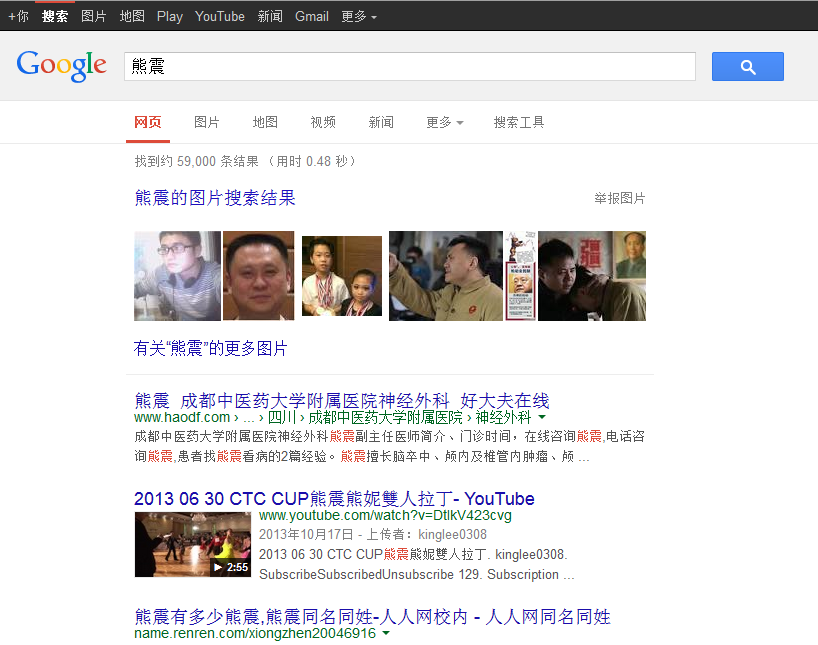 +你 搜索 图片 地图 Play YouTube 新闻 Gmail 更多
Google 熊震
网页 图片 地图 视频 新闻 更多 搜索工具
找到约 59,000 条结果 （用时 0.48 秒）
熊震的图片搜索结果 举报图片
有关“熊震”的更多图片
熊震 成都中医药大学附属医院神经外科 好大夫在线
www.haodf.com › ... › 四川 › 成都中医药大学附属医院 › 神经外科
成都中医药大学附属医院神经外科熊震副主任医师简介、门诊时间，在线咨询熊震,电话咨
询熊震,患者找熊震看病的2篇经验。熊震擅长脑卒中、颅内及椎管内肿瘤、颅 ...
2013 06 30 CTC CUP熊震熊妮雙人拉丁- YouTube
www.youtube.com/watch?v=DtlkV423cvg
2013年10月17日 - 上传者：kinglee0308
2013 06 30 CTC CUP熊震熊妮雙人拉丁. kinglee0308.
2:55
SubscribeSubscribedUnsubscribe 129. Subscription ...
熊震有多少熊震,熊震同名同姓-人人网校内 - 人人网同名同姓
name.renren.com/xiongzhen20046916